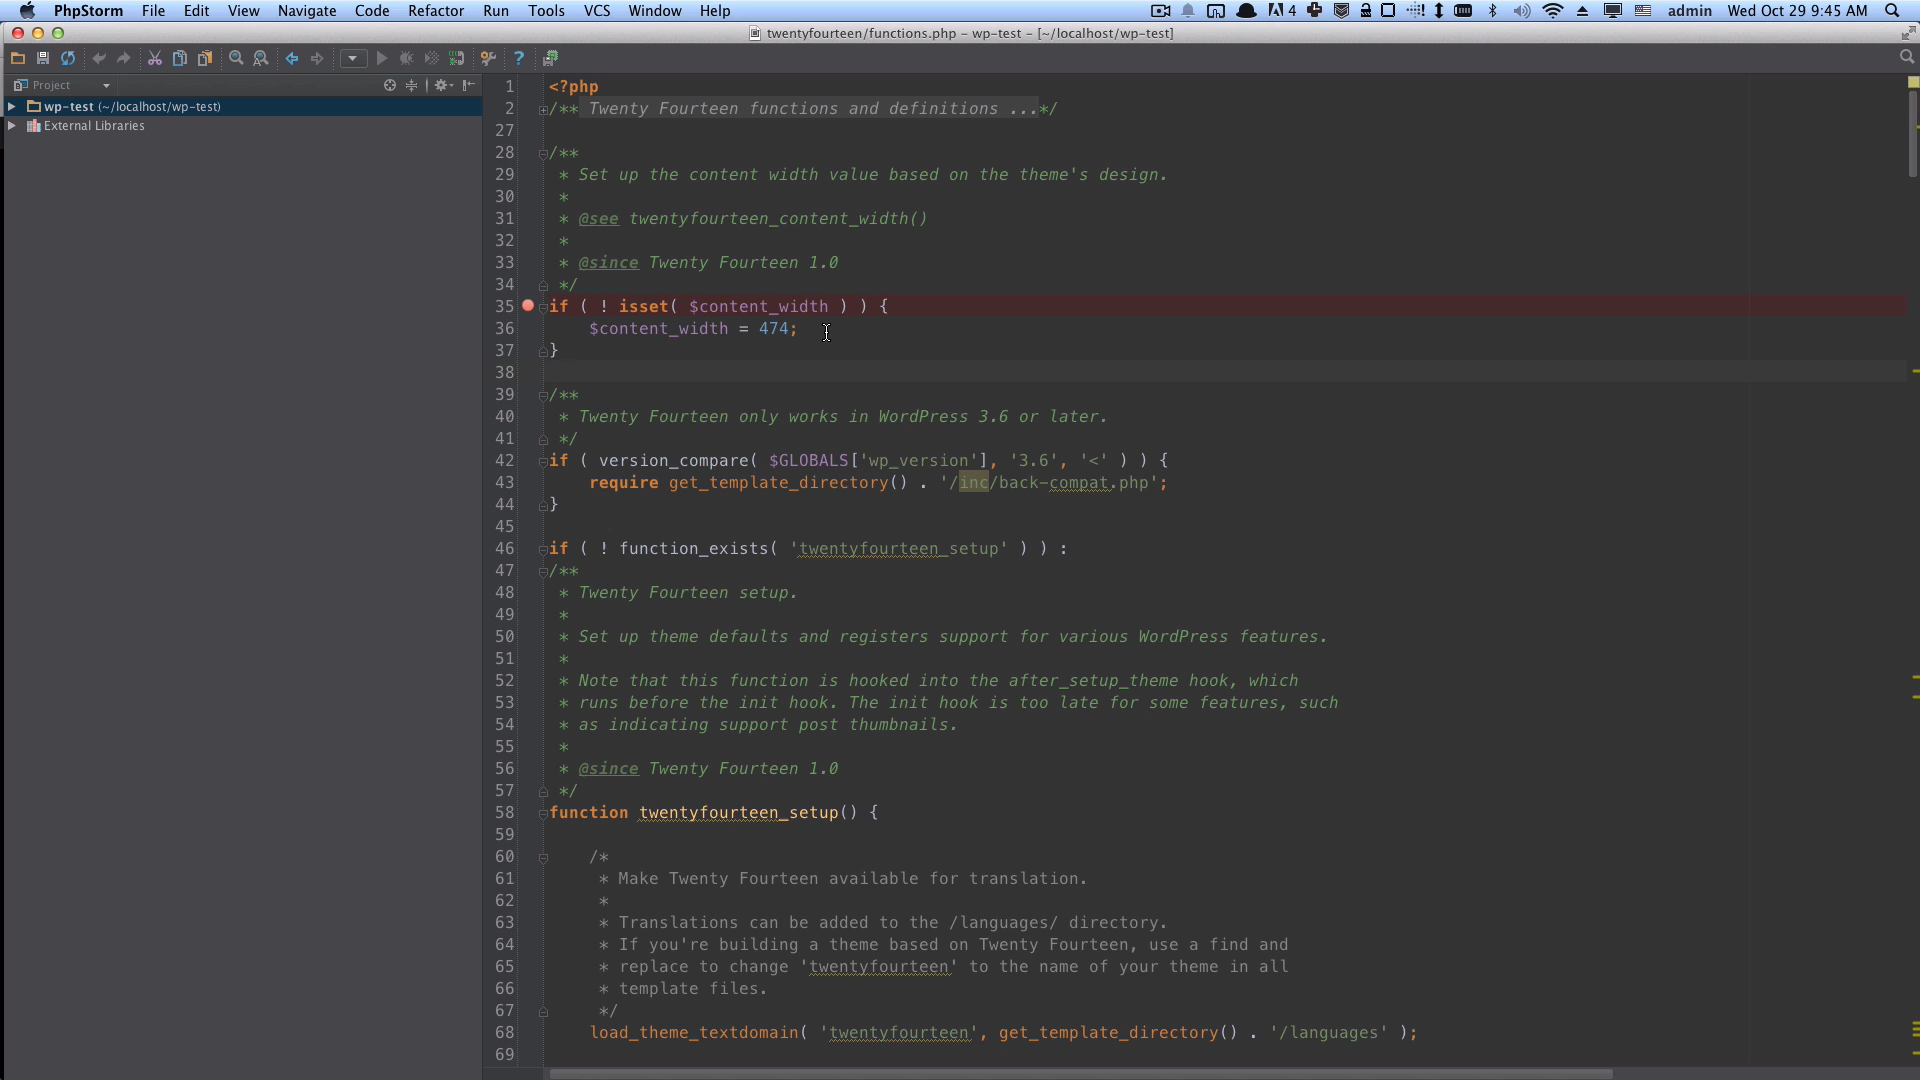 PhpStorm File Edit View Navigate Code Refactor Run Tools VCS Window Help 4 admin Wed Oct 29 9:45 AM
twentyfourteen/functions.php – wp-test – [~/localhost/wp-test]
Project
wp-test (~/localhost/wp-test)
External Libraries
1 <?php
2 /** Twenty Fourteen functions and definitions ...*/
27
28 /**
29  * Set up the content width value based on the theme's design.
30  *
31  * @see twentyfourteen_content_width()
32  *
33  * @since Twenty Fourteen 1.0
34  */
35 if ( ! isset( $content_width ) ) {
36     $content_width = 474;
37 }
38
39 /**
40  * Twenty Fourteen only works in WordPress 3.6 or later.
41  */
42 if ( version_compare( $GLOBALS['wp_version'], '3.6', '<' ) ) {
43     require get_template_directory() . '/inc/back-compat.php';
44 }
45
46 if ( ! function_exists( 'twentyfourteen_setup' ) ) :
47 /**
48  * Twenty Fourteen setup.
49  *
50  * Set up theme defaults and registers support for various WordPress features.
51  *
52  * Note that this function is hooked into the after_setup_theme hook, which
53  * runs before the init hook. The init hook is too late for some features, such
54  * as indicating support post thumbnails.
55  *
56  * @since Twenty Fourteen 1.0
57  */
58 function twentyfourteen_setup() {
59
60     /*
61      * Make Twenty Fourteen available for translation.
62      *
63      * Translations can be added to the /languages/ directory.
64      * If you're building a theme based on Twenty Fourteen, use a find and
65      * replace to change 'twentyfourteen' to the name of your theme in all
66      * template files.
67      */
68     load_theme_textdomain( 'twentyfourteen', get_template_directory() . '/languages' );
69